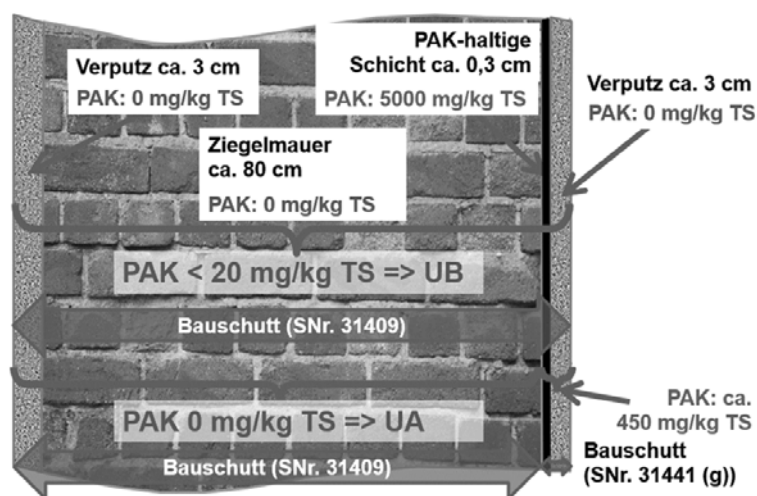 Verputz ca. 3 cm
PAK: 0 mg/kg TS
PAK-haltige
Schicht ca. 0,3 cm
PAK: 5000 mg/kg TS
Verputz ca. 3 cm
PAK: 0 mg/kg TS
Ziegelmauer
ca. 80 cm
PAK: 0 mg/kg TS
PAK < 20 mg/kg TS => UB
Bauschutt (SNr. 31409)
PAK 0 mg/kg TS => UA
PAK: ca.
450 mg/kg TS
Bauschutt (SNr. 31409)
Bauschutt
(SNr. 31441 (g))